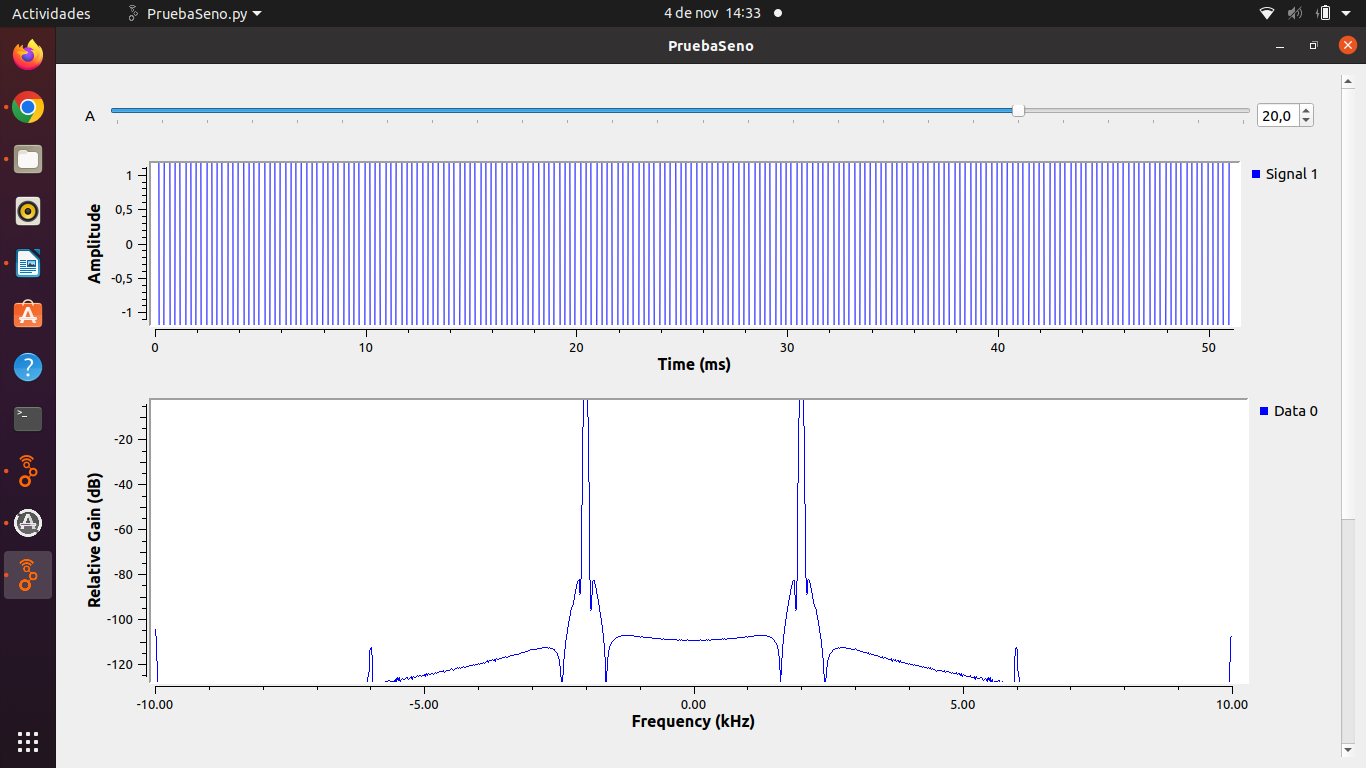 Actividades PruebaSeno.py 4 de nov 14:33
PruebaSeno
A 20,0
Signal 1
Amplitude
1
0,5
0
-0,5
-1
0 10 20 30 40 50
Time (ms)
Data 0
Relative Gain (dB)
-20
-40
-60
-80
-100
-120
-10.00 -5.00 0.00 5.00 10.00
Frequency (kHz)